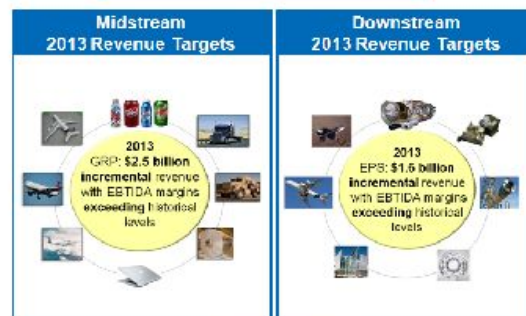 Midstream
2013 Revenue Targets
2013
GRP: $2.5 billion
incremental revenue
with EBTIDA margins
exceeding historical
levels
Downstream
2013 Revenue Targets
2013
EPS: $1.6 billion
incremental revenue
with EBTIDA margins
exceeding historical
levels